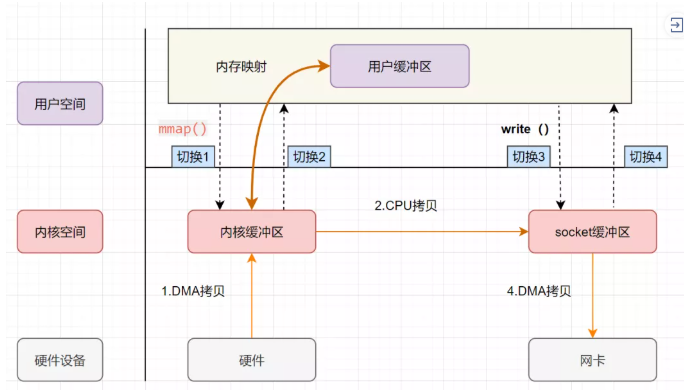 内存映射
用户缓冲区
用户空间
mmap()
write（）
切换1
切换2
切换3
切换4
2.CPU拷贝
内核空间
内核缓冲区
socket缓冲区
1.DMA拷贝
4.DMA拷贝
硬件设备
硬件
网卡